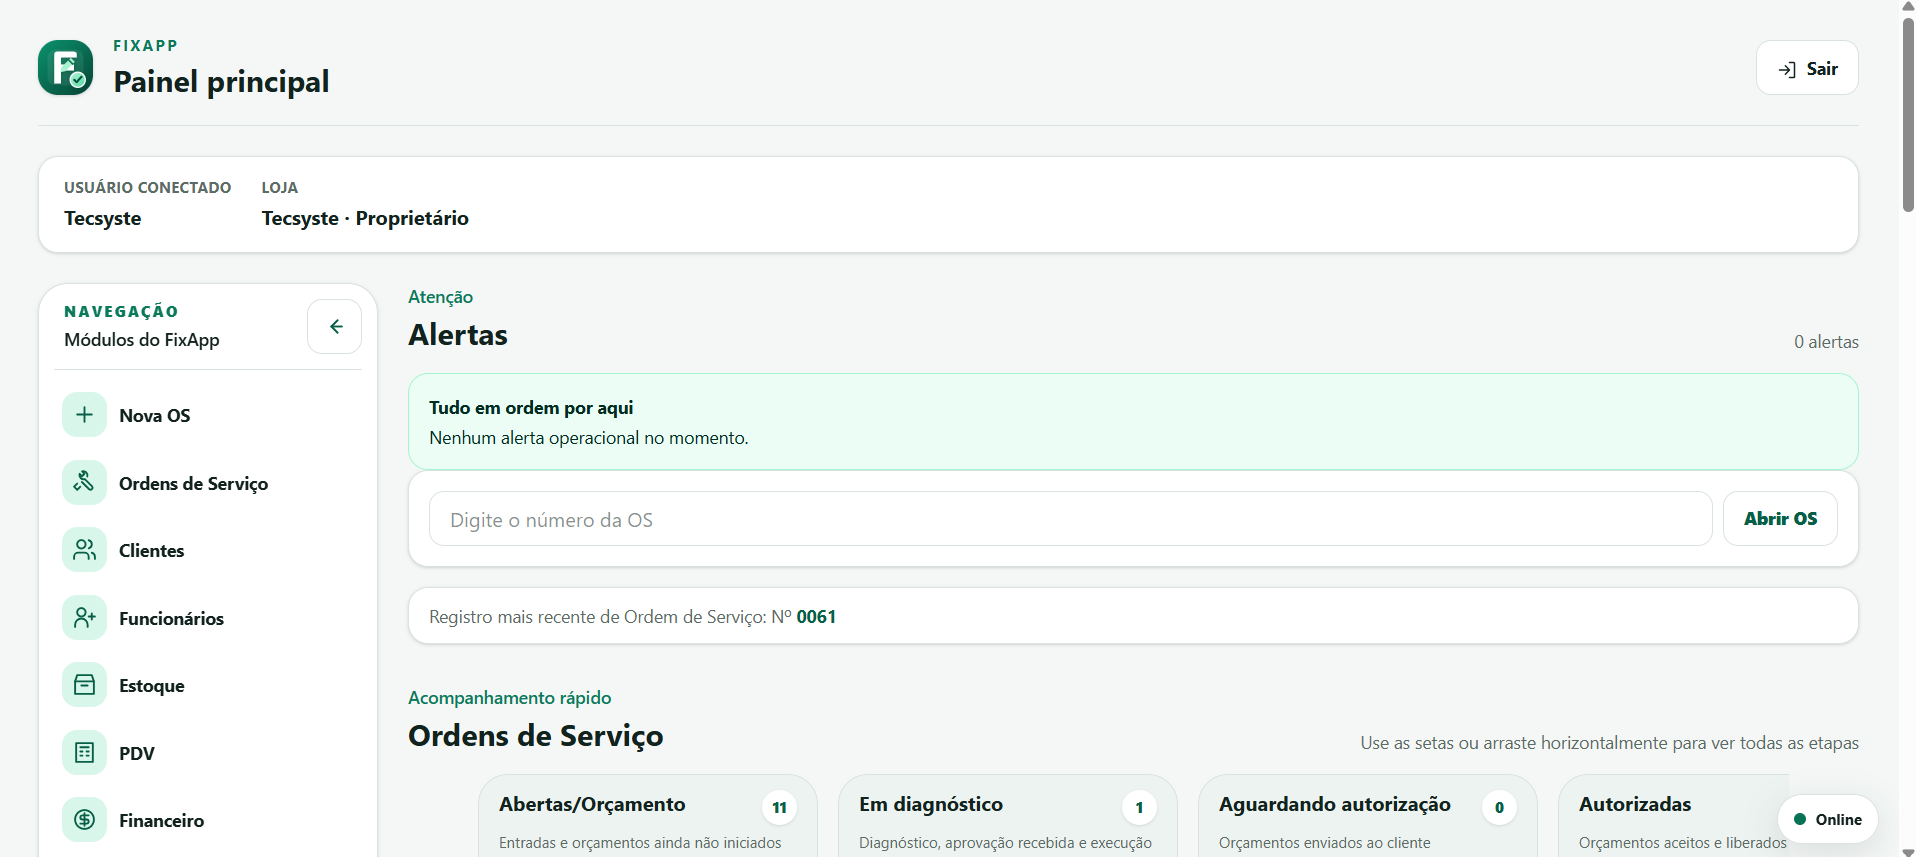 FIXAPP
Painel principal
Sair
USUÁRIO CONECTADO
Tecsyste
LOJA
Tecsyste · Proprietário
NAVEGAÇÃO
Módulos do FixApp
Nova OS
Ordens de Serviço
Clientes
Funcionários
Estoque
PDV
Financeiro
Atenção
Alertas
0 alertas
Tudo em ordem por aqui
Nenhum alerta operacional no momento.
Digite o número da OS
Abrir OS
Registro mais recente de Ordem de Serviço: Nº 0061
Acompanhamento rápido
Ordens de Serviço
Use as setas ou arraste horizontalmente para ver todas as etapas
Abertas/Orçamento
11
Entradas e orçamentos ainda não iniciados
Em diagnóstico
1
Diagnóstico, aprovação recebida e execução
Aguardando autorização
0
Orçamentos enviados ao cliente
Autorizadas
Orçamentos aceitos e liberados
Online